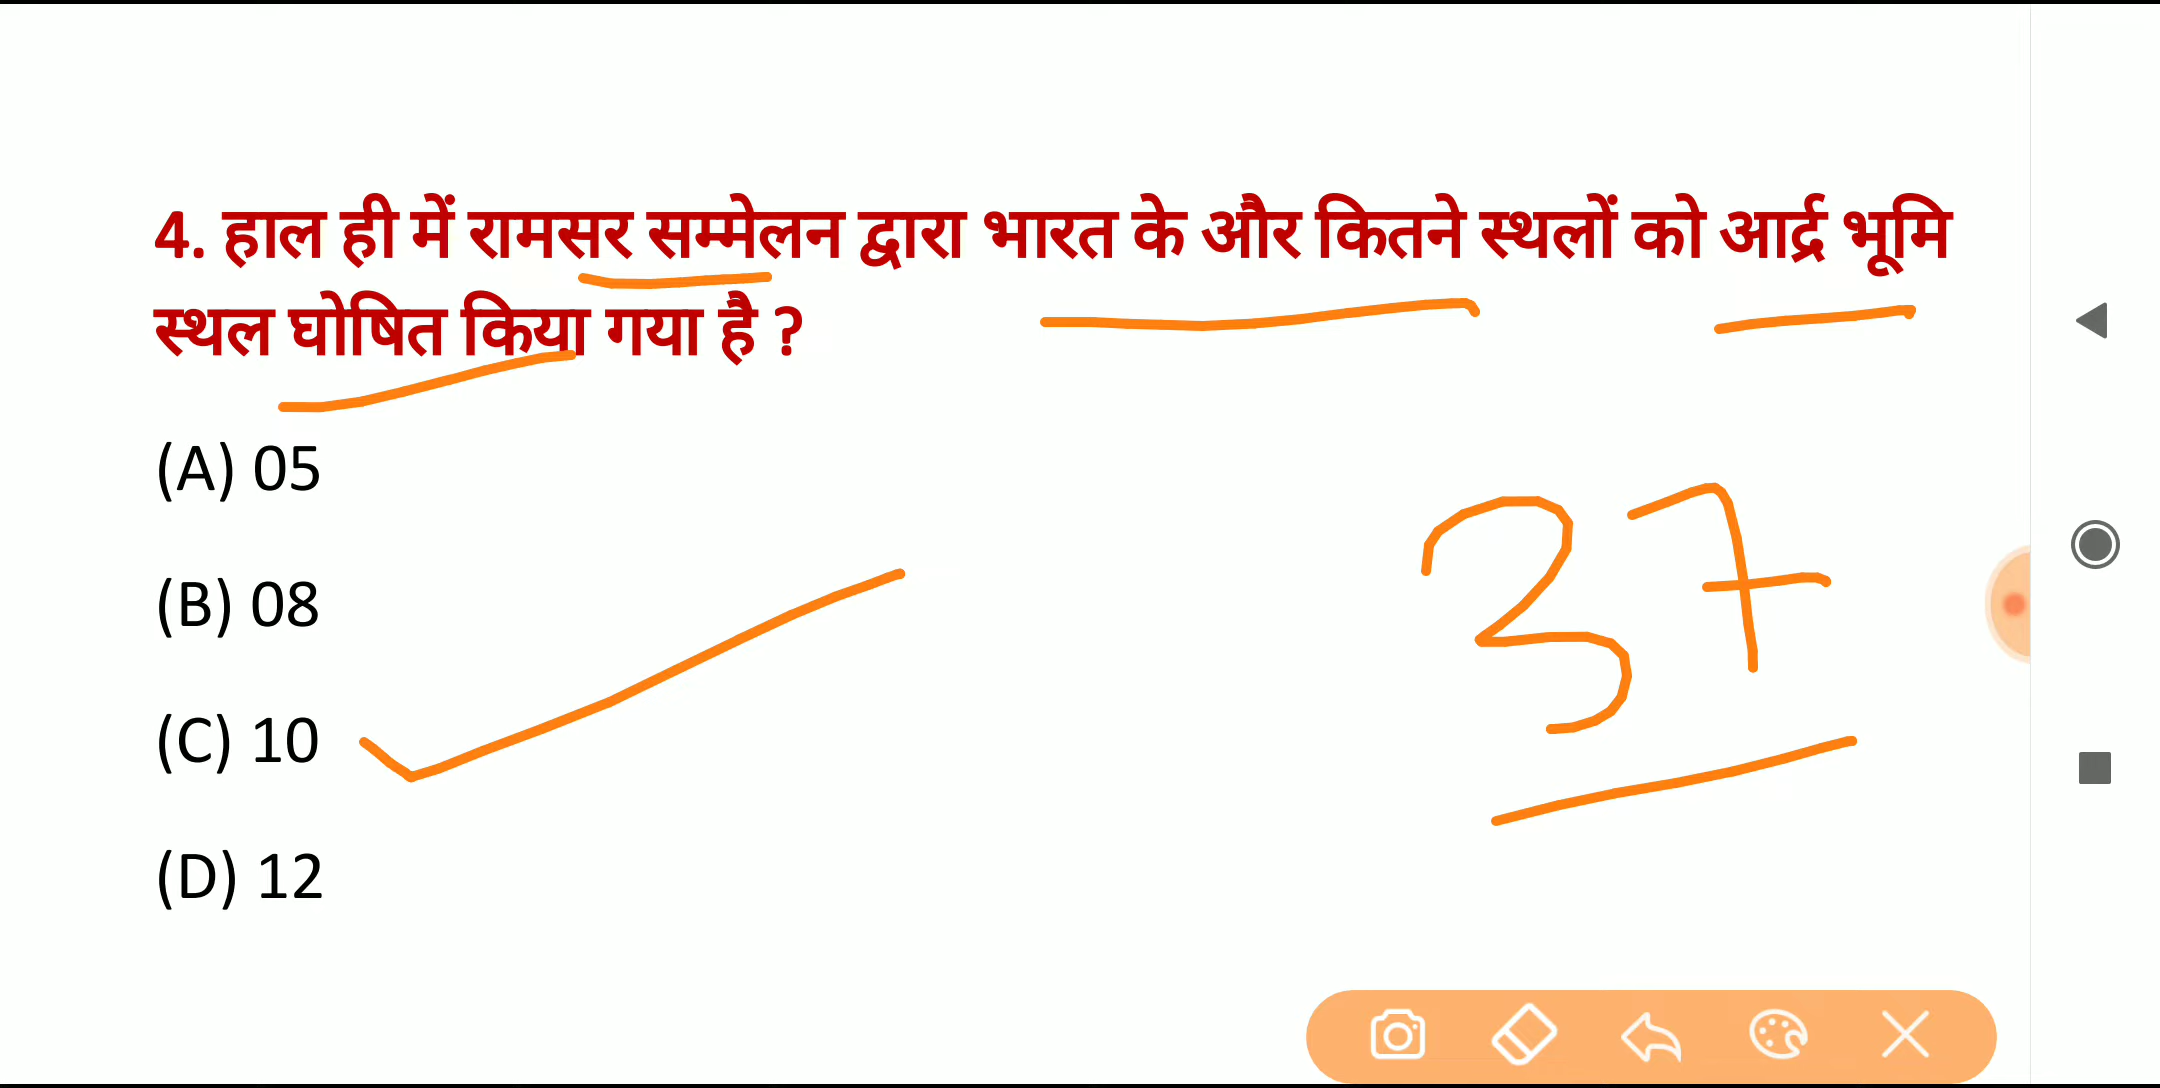 4. हाल ही में रामसर सम्मेलन द्वारा भारत के और कितने स्थलों को आर्द्र भूमि
स्थल घोषित किया गया है ?
(A) 05
(B) 08
(C) 10
(D) 12
37